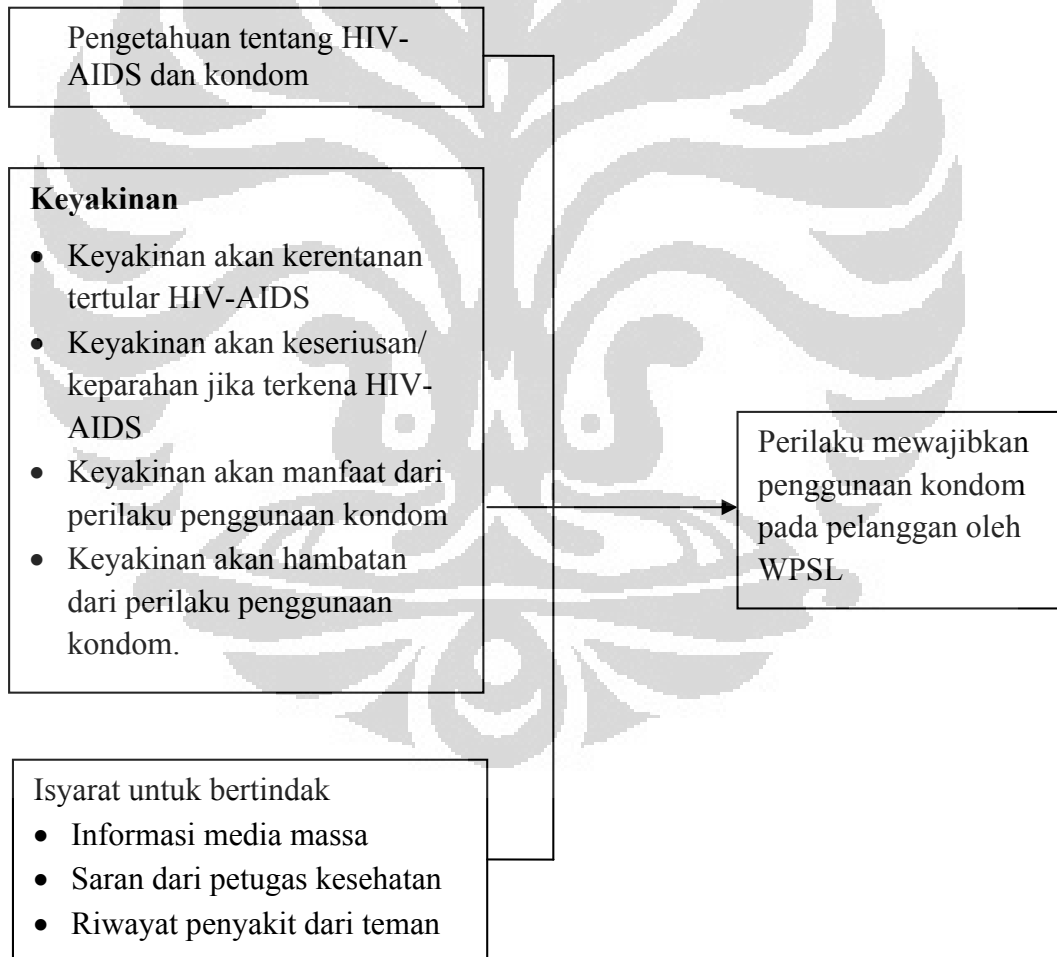 Pengetahuan tentang HIV-
AIDS dan kondom
Keyakinan
• Keyakinan akan kerentanan
tertular HIV-AIDS
• Keyakinan akan keseriusan/
keparahan jika terkena HIV-
AIDS
• Keyakinan akan manfaat dari
perilaku penggunaan kondom
• Keyakinan akan hambatan
dari perilaku penggunaan
kondom.
Perilaku mewajibkan
penggunaan kondom
pada pelanggan oleh
WPSL
Isyarat untuk bertindak
• Informasi media massa
• Saran dari petugas kesehatan
• Riwayat penyakit dari teman